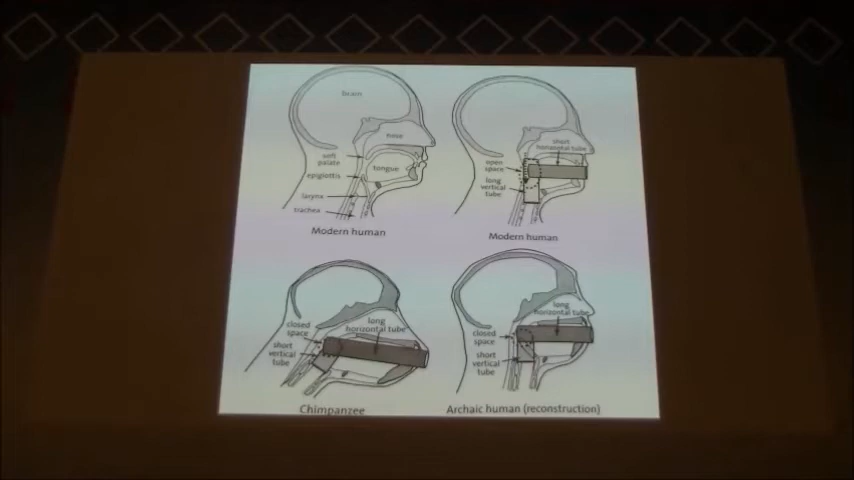 brain
nose
soft
palate
tongue
epiglottis
larynx
trachea
Modern human
short
horizontal tube
open
space
long
vertical
tube
Modern human
long
horizontal tube
closed
space
short
vertical
tube
Chimpanzee
long
horizontal tube
closed
space
short
vertical
tube
Archaic human (reconstruction)